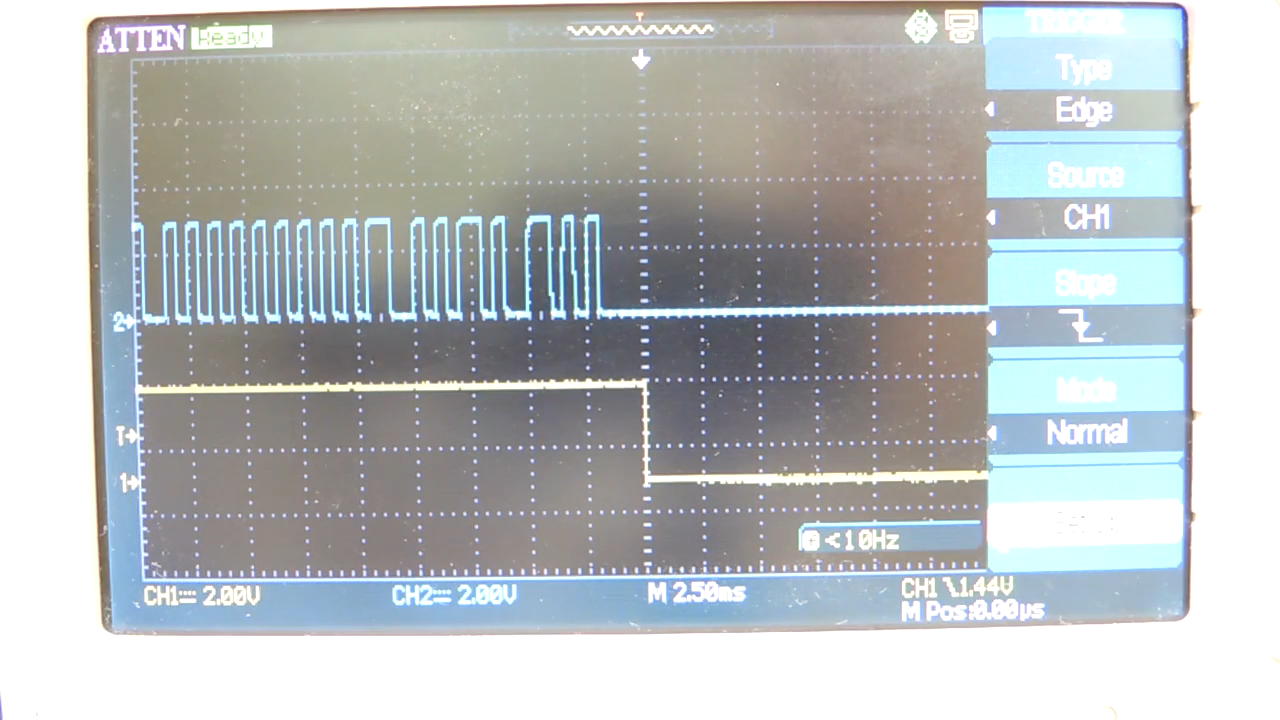 ATTEN Ready
T
TRIGGER
Type
Edge
Source
CH1
Slope
Mode
Normal
2
T
1
<10Hz
CH1 2.00V CH2 2.00V M 2.50ms CH1 1.44V
M Pos:0.00µs